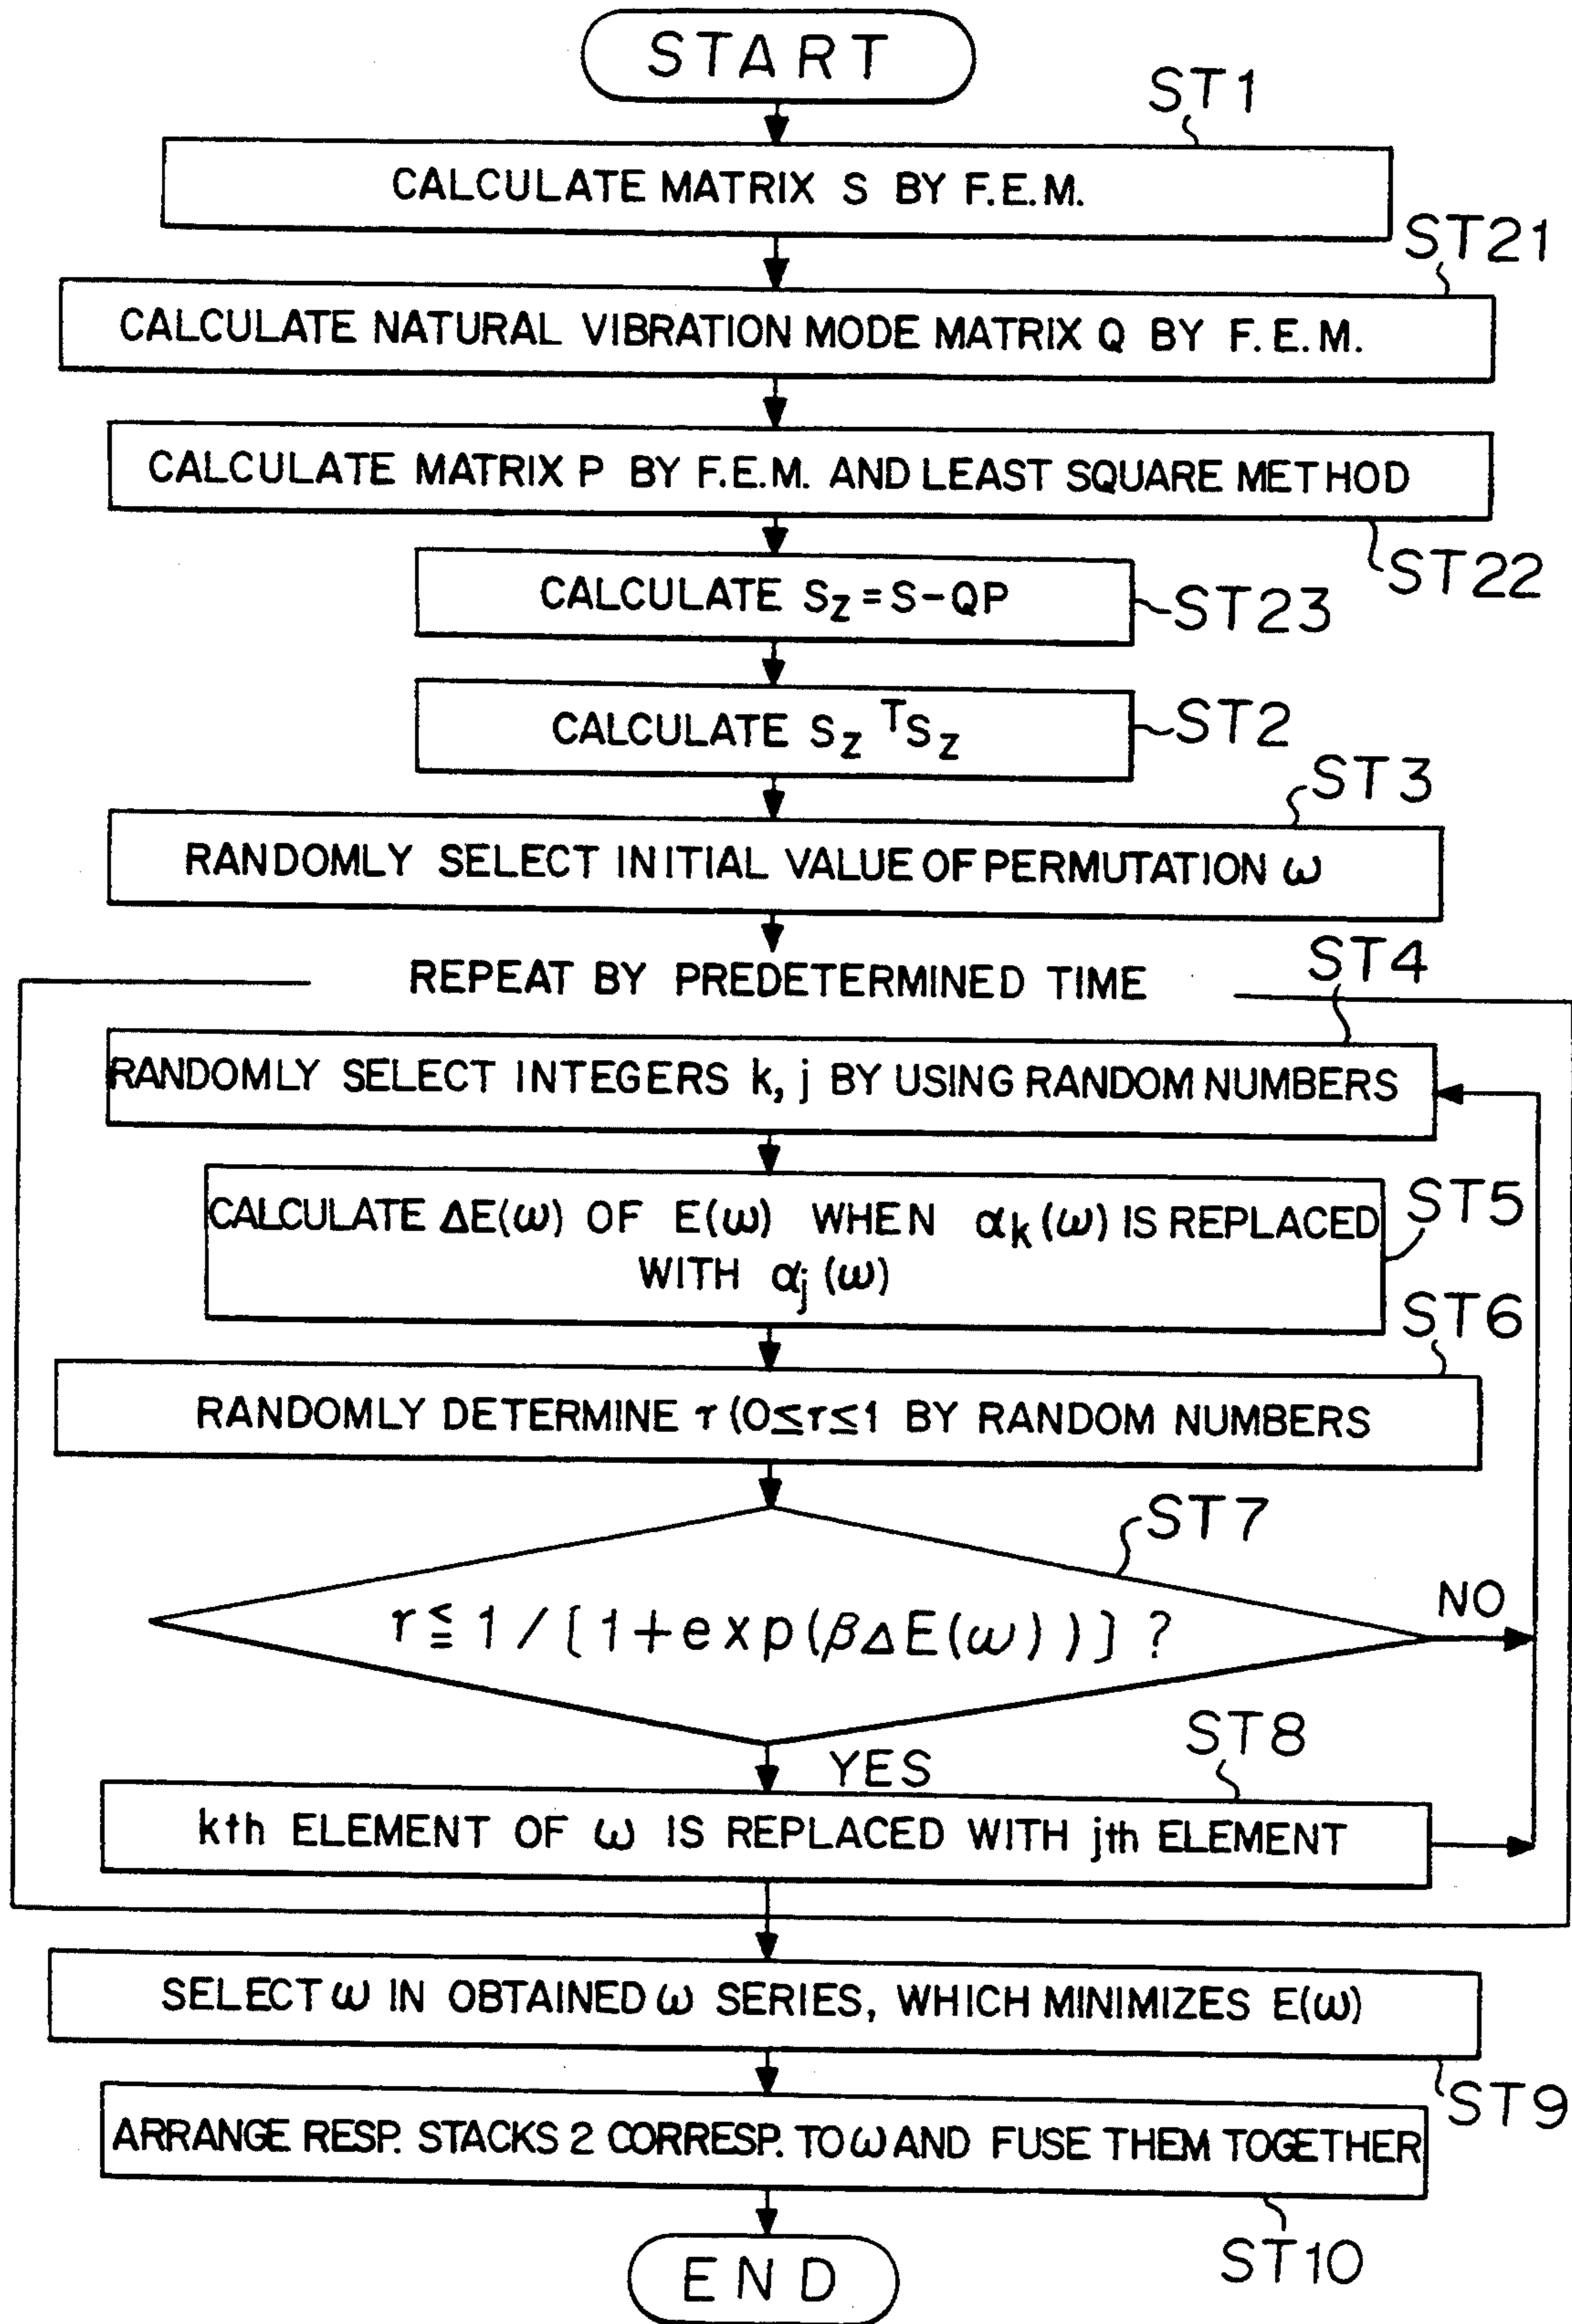 START
ST1
CALCULATE MATRIX S BY F.E.M.
ST21
CALCULATE NATURAL VIBRATION MODE MATRIX Q BY F.E.M.
CALCULATE MATRIX P BY F.E.M. AND LEAST SQUARE METHOD
ST22
CALCULATE Sz=S-QP
ST23
CALCULATE Sz ᵀSz
ST2
ST3
RANDOMLY SELECT INITIAL VALUE OF PERMUTATION ω
REPEAT BY PREDETERMINED TIME
ST4
RANDOMLY SELECT INTEGERS k, j BY USING RANDOM NUMBERS
CALCULATE ΔE(ω) OF E(ω) WHEN αk(ω) IS REPLACED
WITH αj(ω)
ST5
ST6
RANDOMLY DETERMINE r (0≤r≤1 BY RANDOM NUMBERS
ST7
r≦1/[1+exp(βΔE(ω))]?
NO
YES
ST8
kth ELEMENT OF ω IS REPLACED WITH jth ELEMENT
SELECT ω IN OBTAINED ω SERIES, WHICH MINIMIZES E(ω)
ST9
ARRANGE RESP. STACKS 2 CORRESP. TO ω AND FUSE THEM TOGETHER
ST10
END